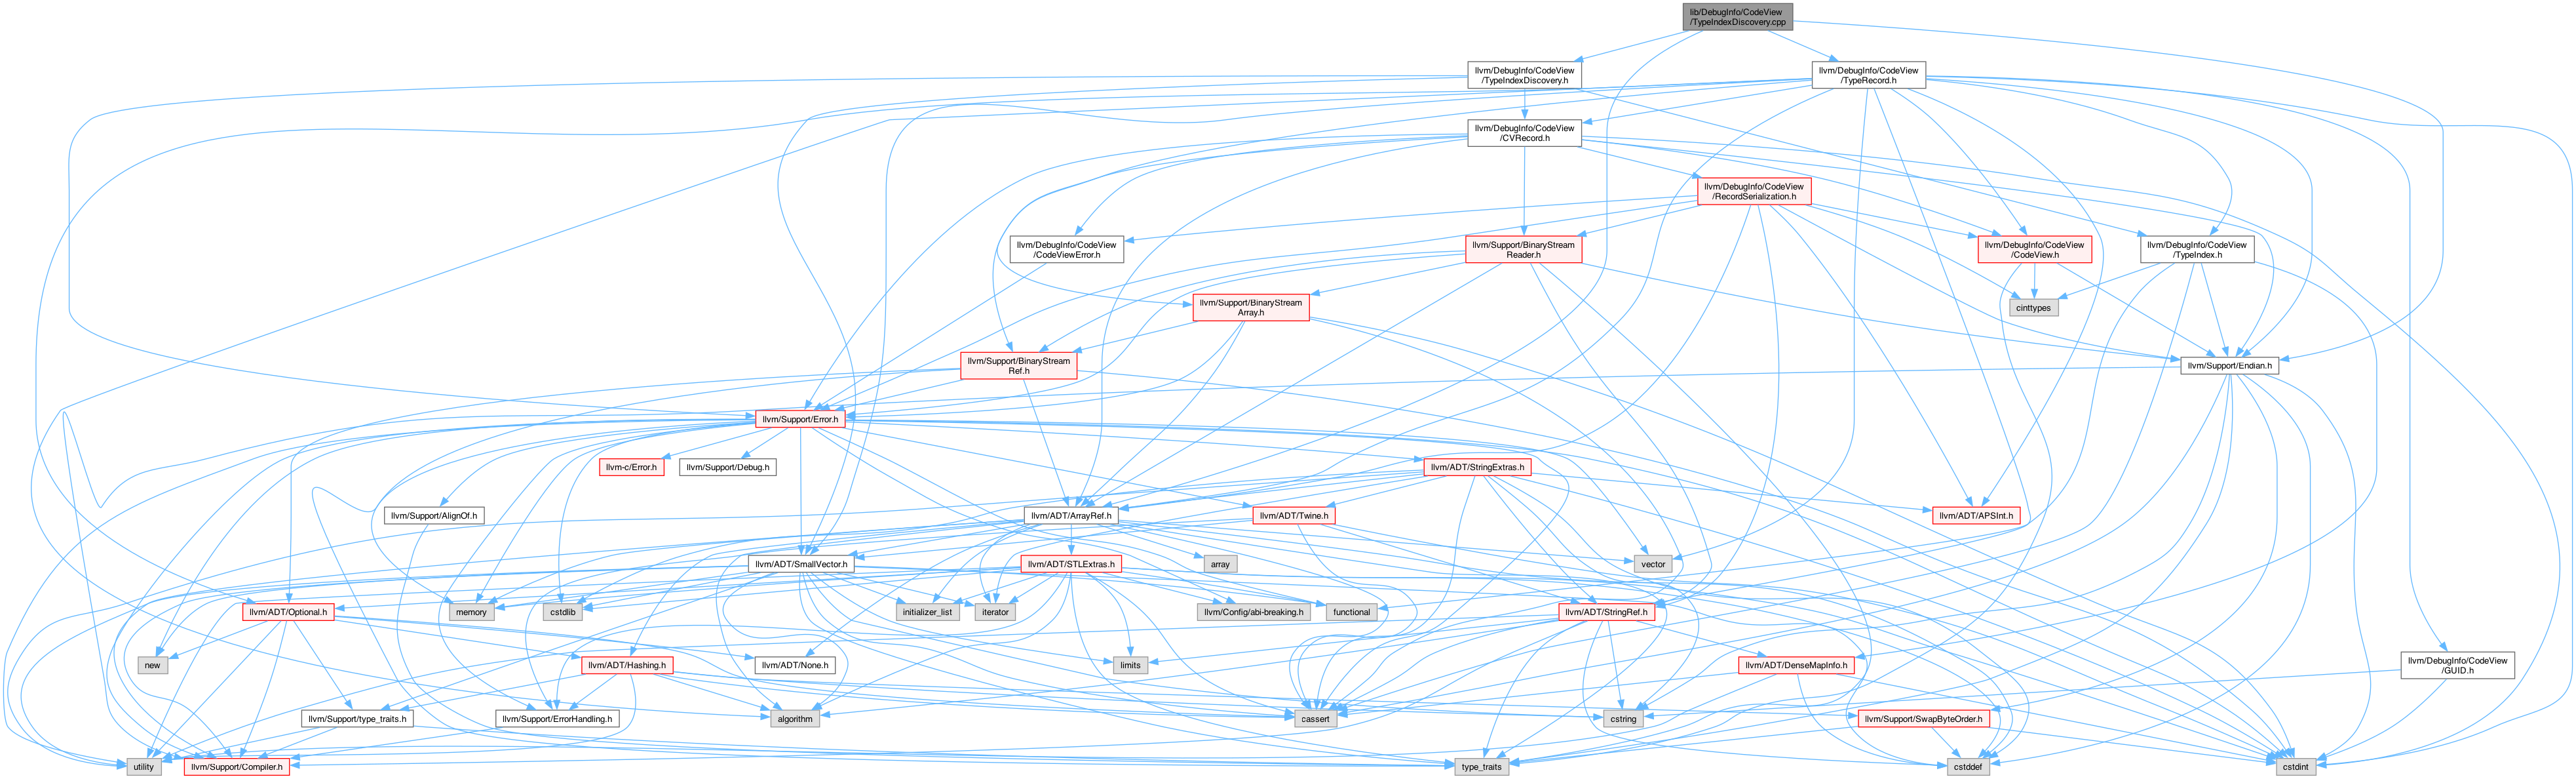 lib/DebugInfo/CodeView
/TypeIndexDiscovery.cpp
llvm/DebugInfo/CodeView
/TypeIndexDiscovery.h
llvm/DebugInfo/CodeView
/TypeRecord.h
llvm/DebugInfo/CodeView
/CVRecord.h
llvm/DebugInfo/CodeView
/RecordSerialization.h
llvm/DebugInfo/CodeView
/CodeViewError.h
llvm/Support/BinaryStream
Reader.h
llvm/DebugInfo/CodeView
/CodeView.h
llvm/DebugInfo/CodeView
/TypeIndex.h
llvm/Support/BinaryStream
Array.h
cinttypes
llvm/Support/BinaryStream
Ref.h
llvm/Support/Endian.h
llvm/Support/Error.h
llvm-c/Error.h
llvm/Support/Debug.h
llvm/ADT/StringExtras.h
llvm/Support/AlignOf.h
llvm/ADT/ArrayRef.h
llvm/ADT/Twine.h
llvm/ADT/APSInt.h
llvm/ADT/SmallVector.h
llvm/ADT/STLExtras.h
array
vector
llvm/ADT/Optional.h
memory
cstdlib
initializer_list
iterator
llvm/Config/abi-breaking.h
functional
llvm/ADT/StringRef.h
new
llvm/ADT/Hashing.h
llvm/ADT/None.h
limits
llvm/ADT/DenseMapInfo.h
llvm/DebugInfo/CodeView
/GUID.h
llvm/Support/type_traits.h
llvm/Support/ErrorHandling.h
algorithm
cassert
cstring
llvm/Support/SwapByteOrder.h
utility
llvm/Support/Compiler.h
type_traits
cstddef
cstdint